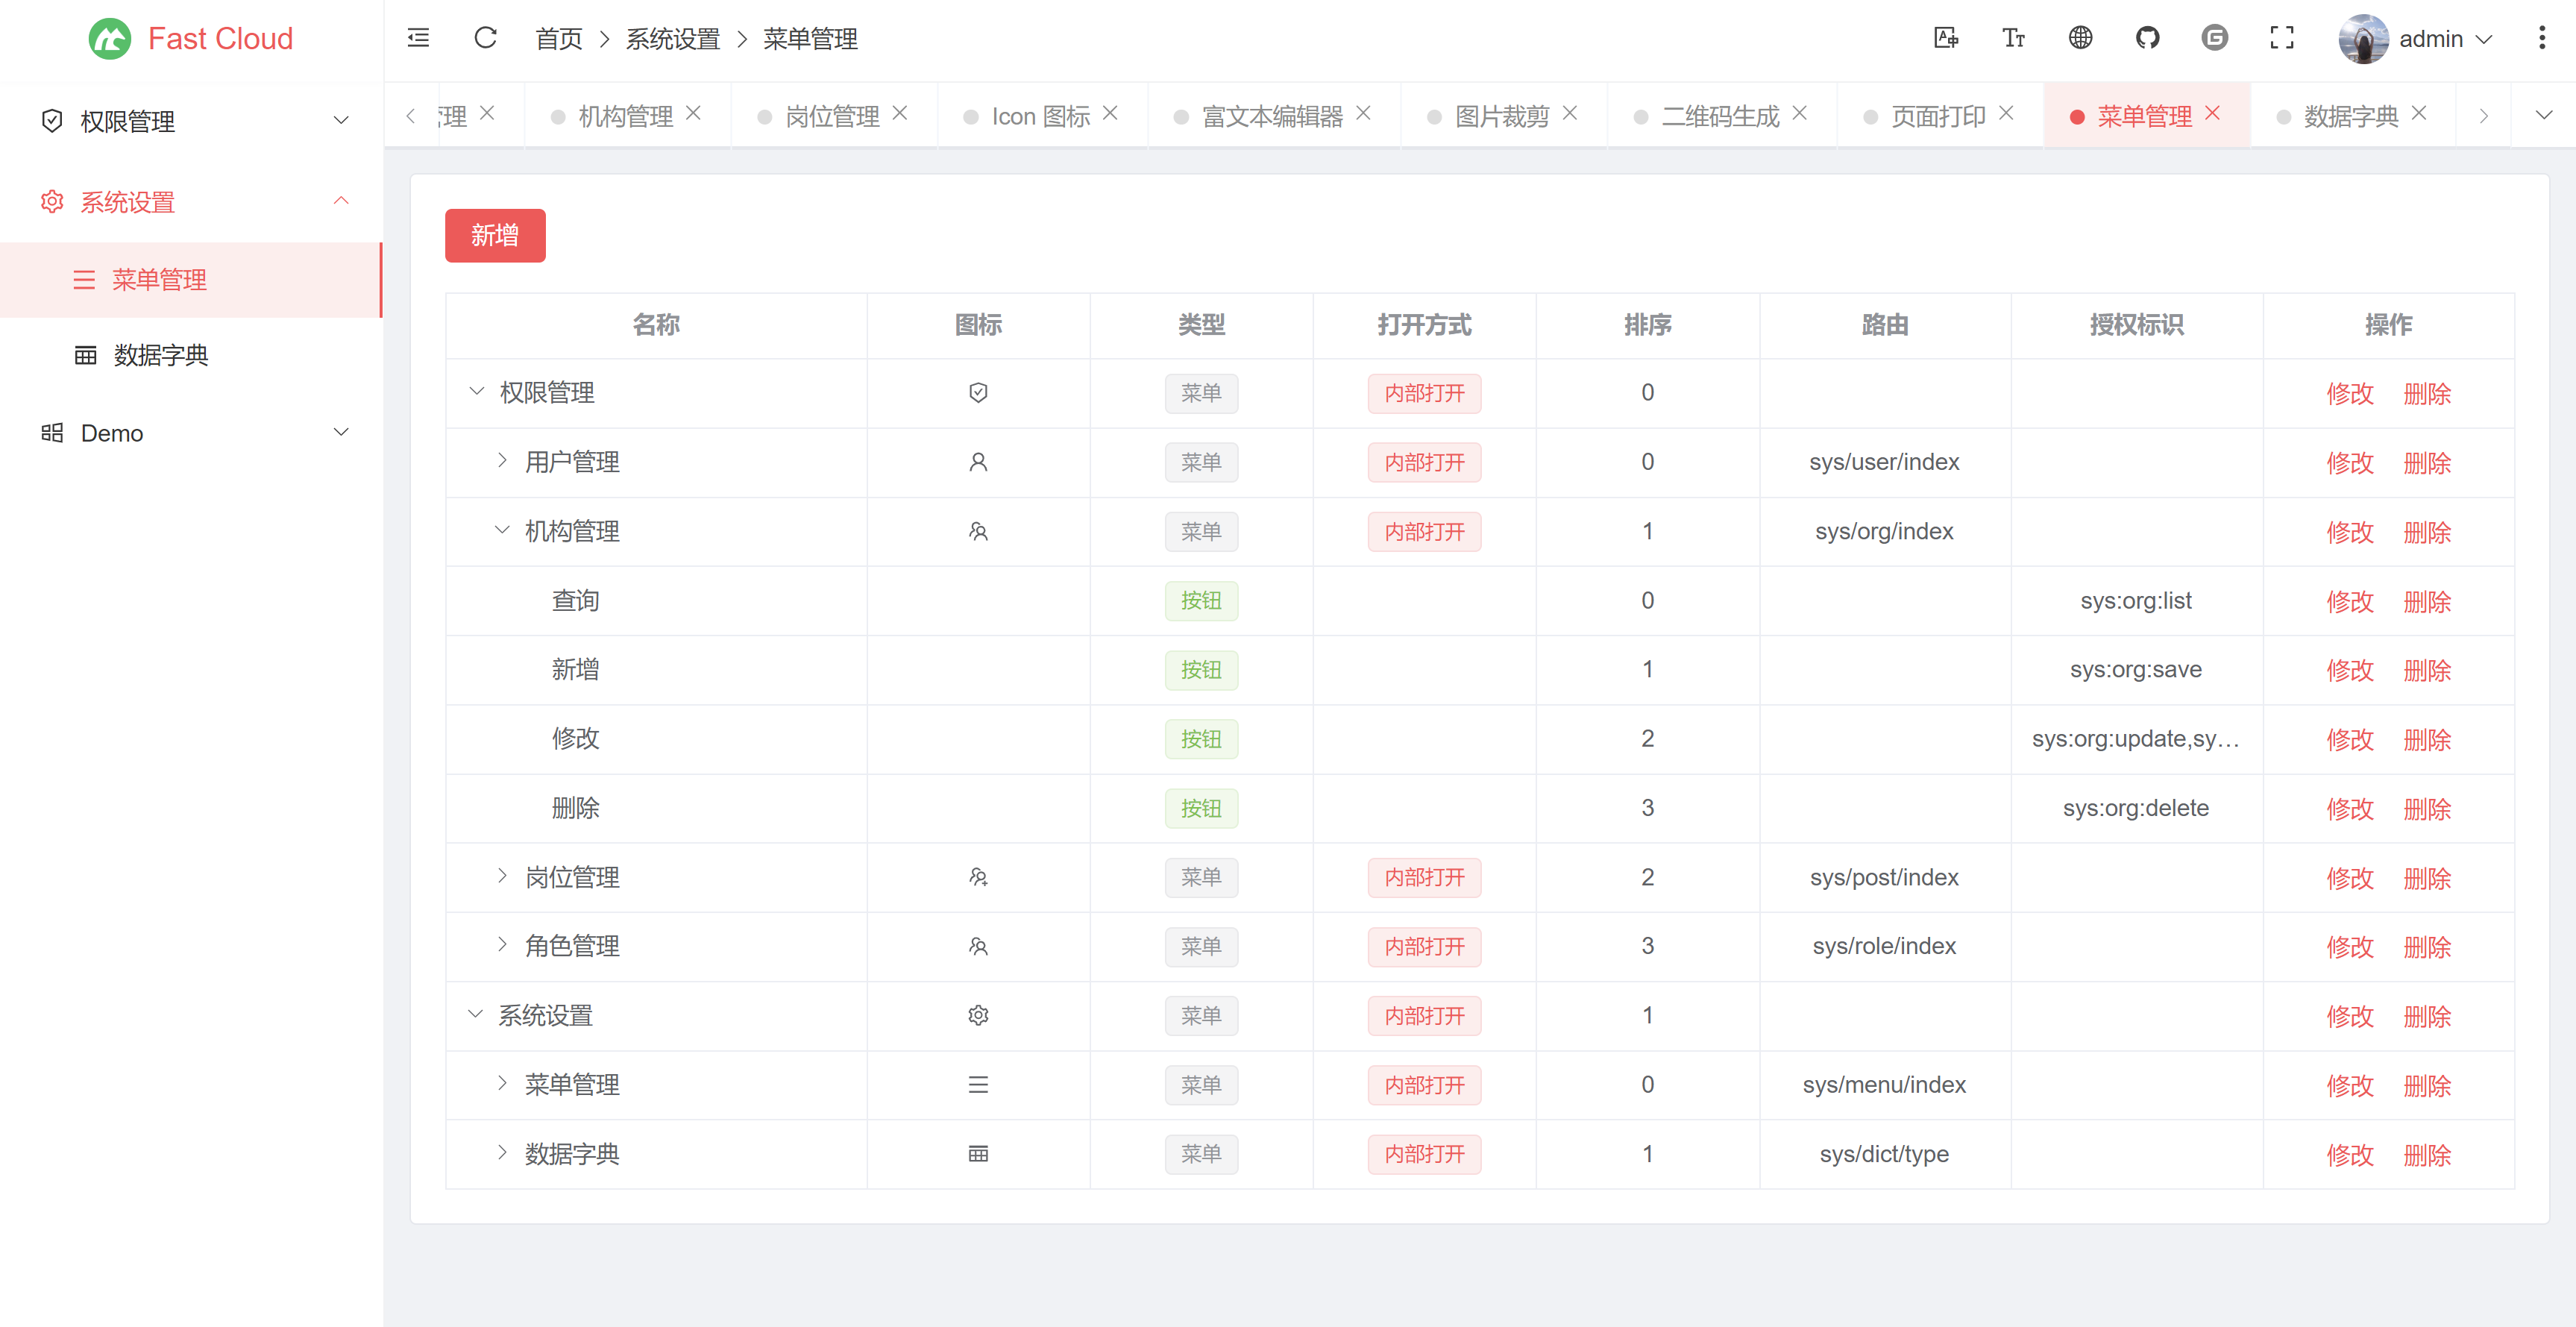 Fast Cloud
首页 系统设置 菜单管理
admin
权限管理
系统设置
菜单管理
数据字典
Demo
管理 机构管理 岗位管理 Icon 图标 富文本编辑器 图片裁剪 二维码生成 页面打印 菜单管理 数据字典
新增
名称 图标 类型 打开方式 排序 路由 授权标识 操作
权限管理 菜单 内部打开 0 修改 删除
用户管理 菜单 内部打开 0 sys/user/index 修改 删除
机构管理 菜单 内部打开 1 sys/org/index 修改 删除
查询 按钮 0 sys:org:list 修改 删除
新增 按钮 1 sys:org:save 修改 删除
修改 按钮 2 sys:org:update,sy… 修改 删除
删除 按钮 3 sys:org:delete 修改 删除
岗位管理 菜单 内部打开 2 sys/post/index 修改 删除
角色管理 菜单 内部打开 3 sys/role/index 修改 删除
系统设置 菜单 内部打开 1 修改 删除
菜单管理 菜单 内部打开 0 sys/menu/index 修改 删除
数据字典 菜单 内部打开 1 sys/dict/type 修改 删除